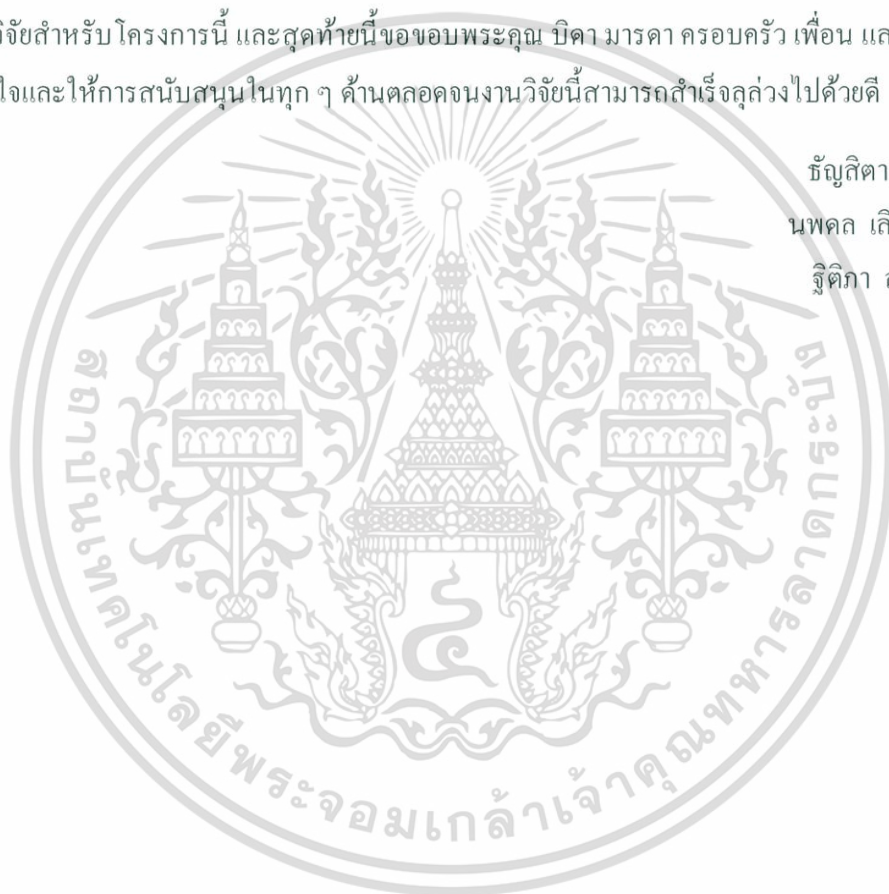 วิจัยสำหรับโครงการนี้ และสุดท้ายนี้ขอขอบพระคุณ บิดา มารดา ครอบครัว เพื่อน และ
ใจและให้การสนับสนุนในทุก ๆ ด้านตลอดจนงานวิจัยนี้สามารถสำเร็จลุล่วงไปด้วยดี
ธัญสิตา
นพดล
ฐิติภา
สถาบันเทคโนโลยีพระจอมเกล้าเจ้าคุณทหารลาดกระบัง
๔